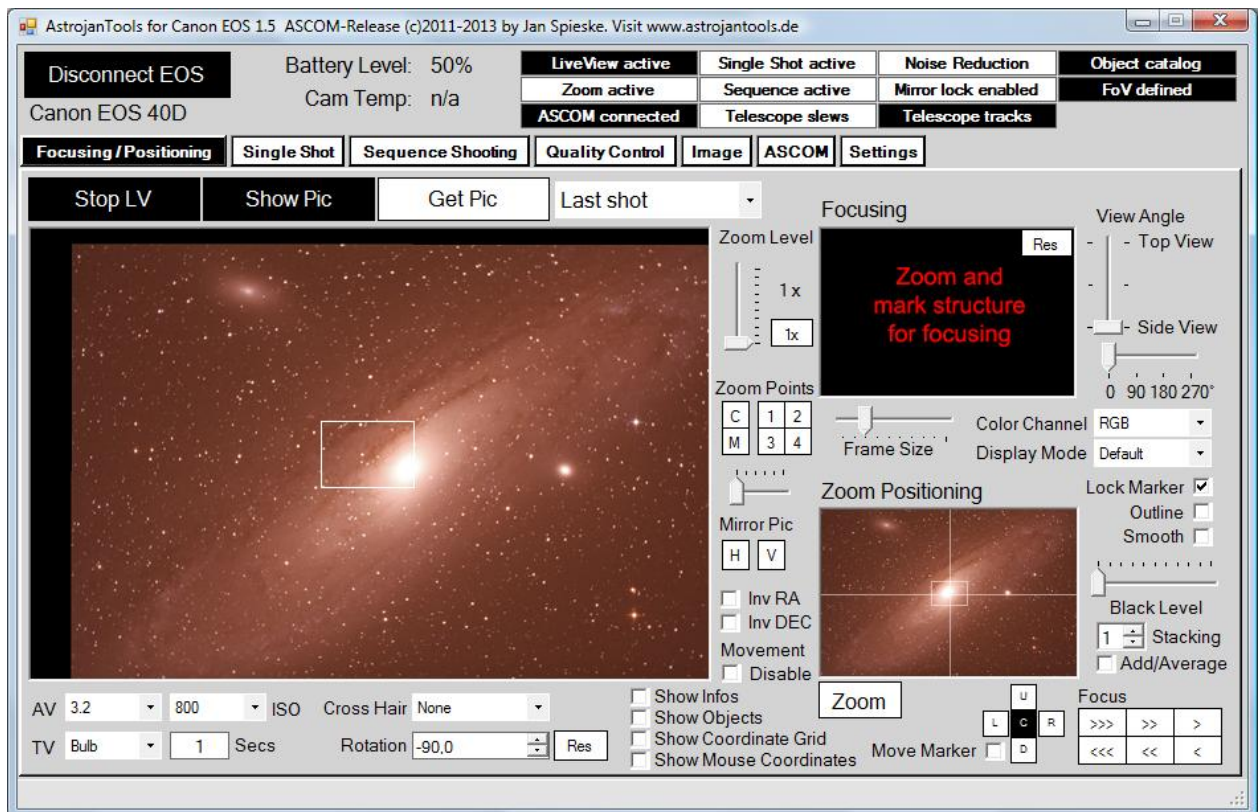 AstrojanTools for Canon EOS 1.5 ASCOM-Release (c)2011-2013 by Jan Spieske. Visit www.astrojantools.de
Disconnect EOS
Battery Level: 50%
LiveView active
Single Shot active
Noise Reduction
Object catalog
Zoom active
Sequence active
Mirror lock enabled
FoV defined
Canon EOS 40D
Cam Temp: n/a
ASCOM connected
Telescope slews
Telescope tracks
Focusing / Positioning
Single Shot
Sequence Shooting
Quality Control
Image
ASCOM
Settings
Stop LV
Show Pic
Get Pic
Last shot
Focusing
View Angle
Zoom Level
Res
Top View
Zoom and
mark structure
for focusing
1 x
1x
Side View
0 90 180 270°
Zoom Points
C
1
2
M
3
4
Frame Size
Color Channel RGB
Display Mode Default
Zoom Positioning
Lock Marker
Outline
Smooth
Mirror Pic
H
V
Inv RA
Inv DEC
Movement
Disable
Black Level
1 Stacking
Add/Average
AV 3.2
800 ISO
Cross Hair None
Show Infos
Show Objects
Show Coordinate Grid
Show Mouse Coordinates
Zoom
U
L
C
R
D
Move Marker
Focus
>>>
>>
>
<<<
<<
<
TV Bulb
1 Secs
Rotation -90,0
Res